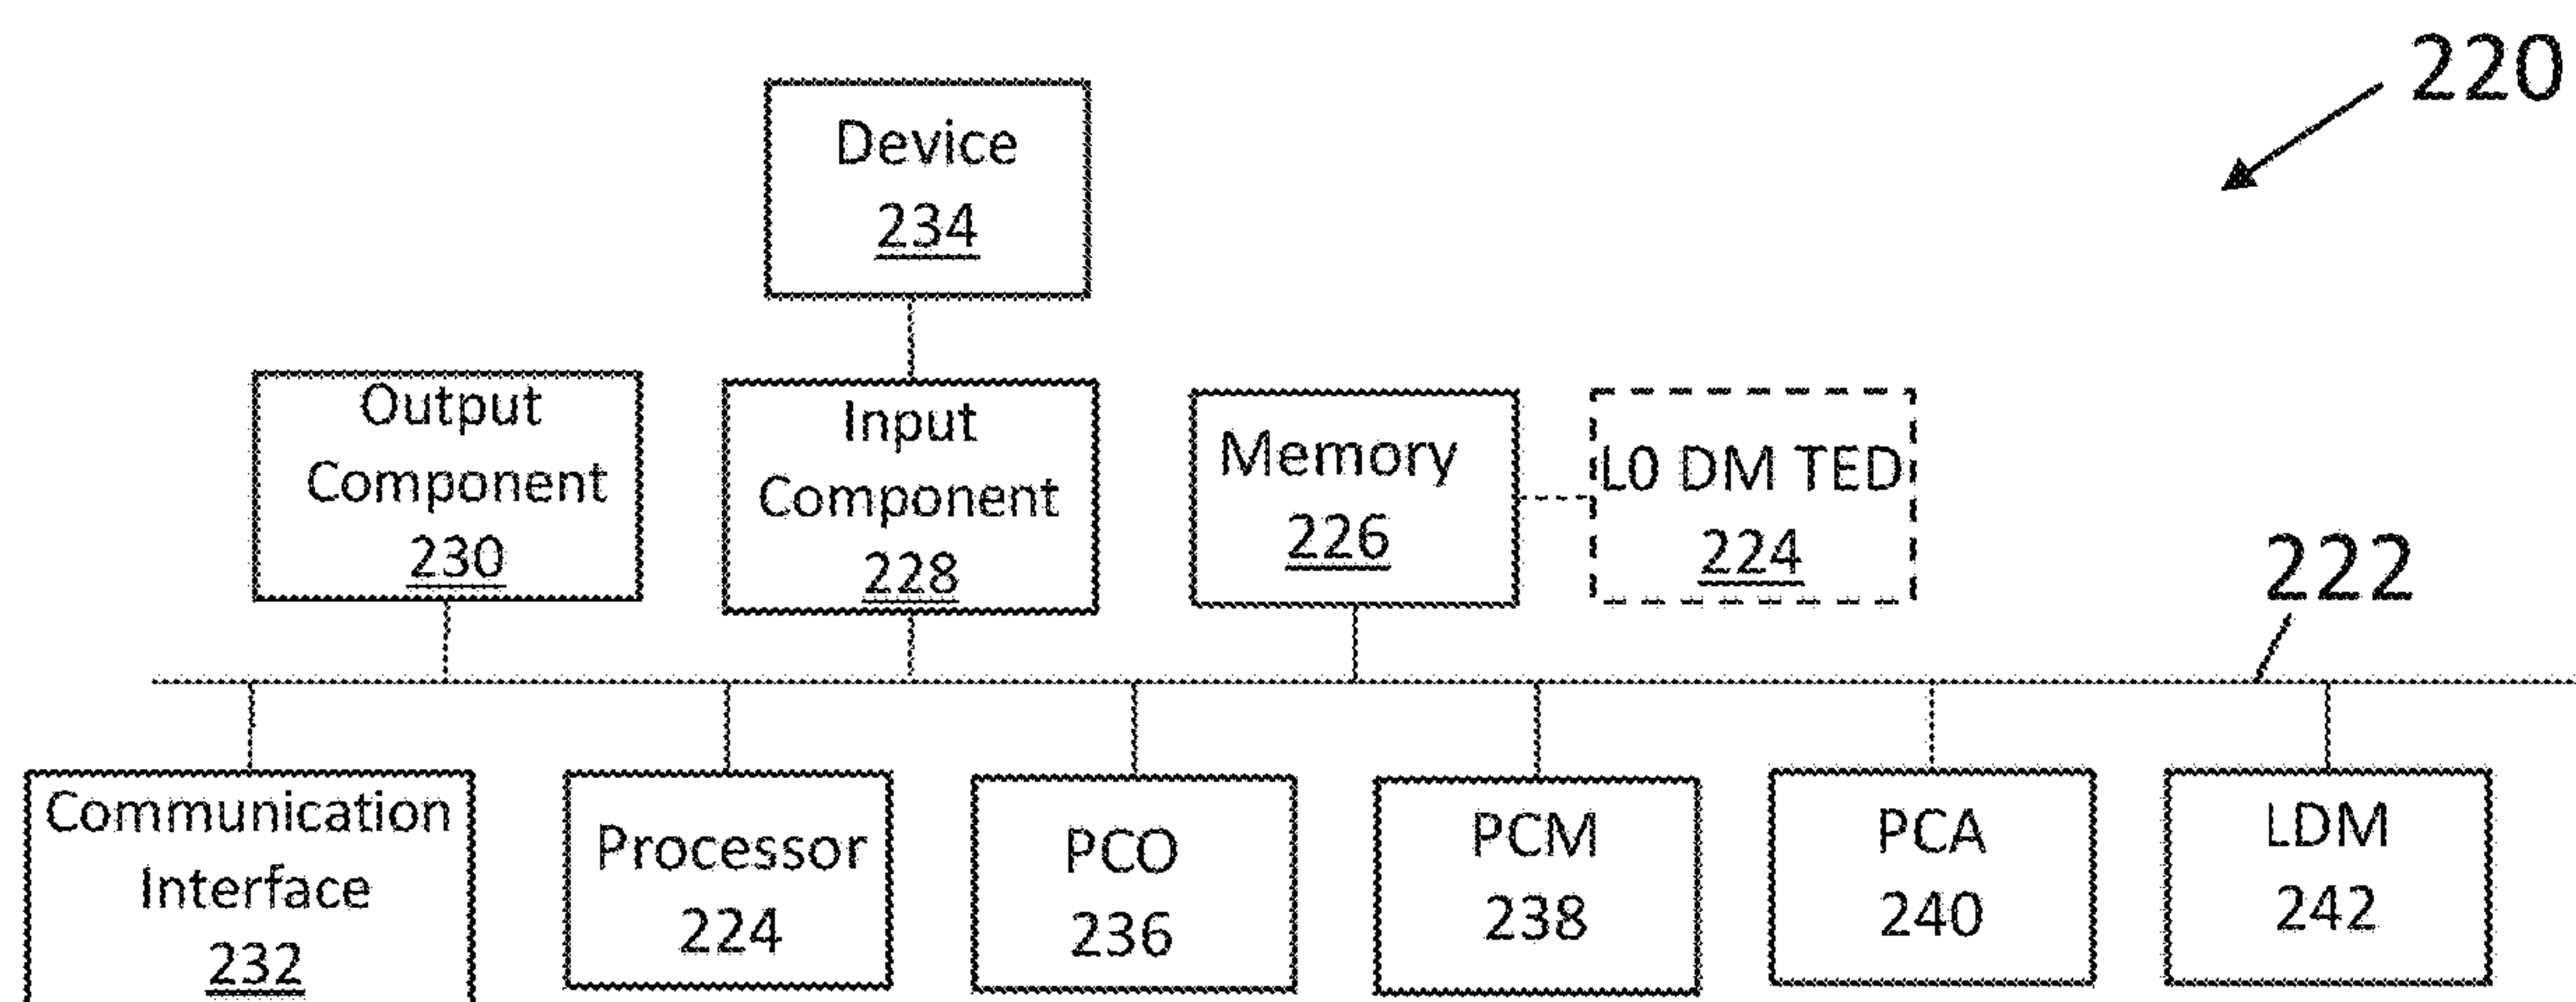 220
Device
234
Output
Component
230
Input
Component
228
Memory
226
L0 DM TED
224
222
Communication
Interface
232
Processor
224
PCO
236
PCM
238
PCA
240
LDM
242